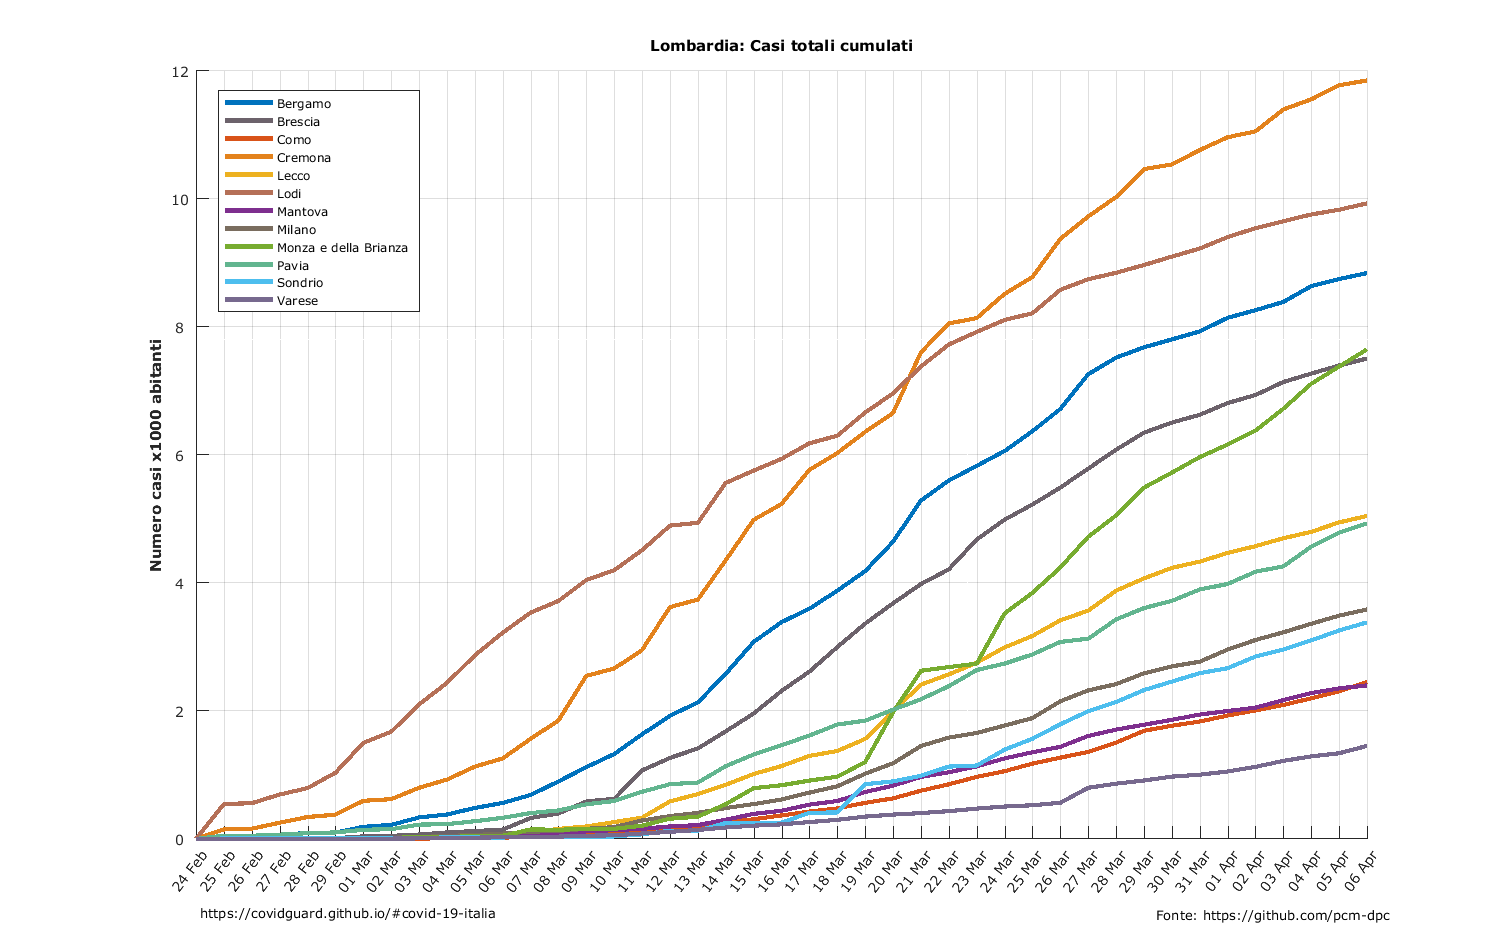 Lombardia: Casi totali cumulati
12
10
8
6
4
2
0
Numero casi x1000 abitanti
Bergamo
Brescia
Como
Cremona
Lecco
Lodi
Mantova
Milano
Monza e della Brianza
Pavia
Sondrio
Varese
24 Feb
25 Feb
26 Feb
27 Feb
28 Feb
29 Feb
01 Mar
02 Mar
03 Mar
04 Mar
05 Mar
06 Mar
07 Mar
08 Mar
09 Mar
10 Mar
11 Mar
12 Mar
13 Mar
14 Mar
15 Mar
16 Mar
17 Mar
18 Mar
19 Mar
20 Mar
21 Mar
22 Mar
23 Mar
24 Mar
25 Mar
26 Mar
27 Mar
28 Mar
29 Mar
30 Mar
31 Mar
01 Apr
02 Apr
03 Apr
04 Apr
05 Apr
06 Apr
https://covidguard.github.io/#covid-19-italia
Fonte: https://github.com/pcm-dpc